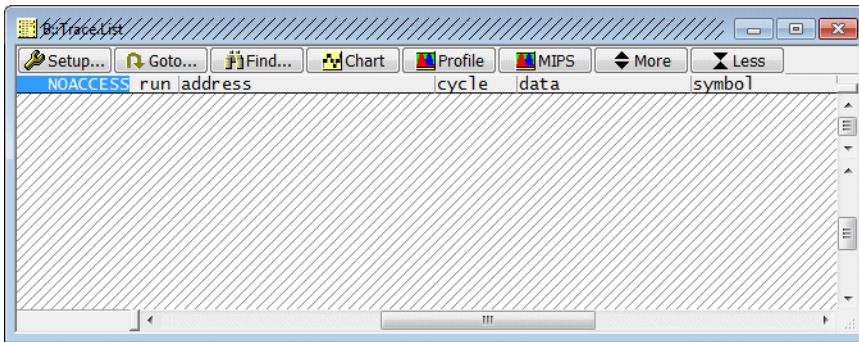 B::Trace.List
Setup... Goto... Find... Chart Profile MIPS More Less
NOACCESS run address cycle data symbol